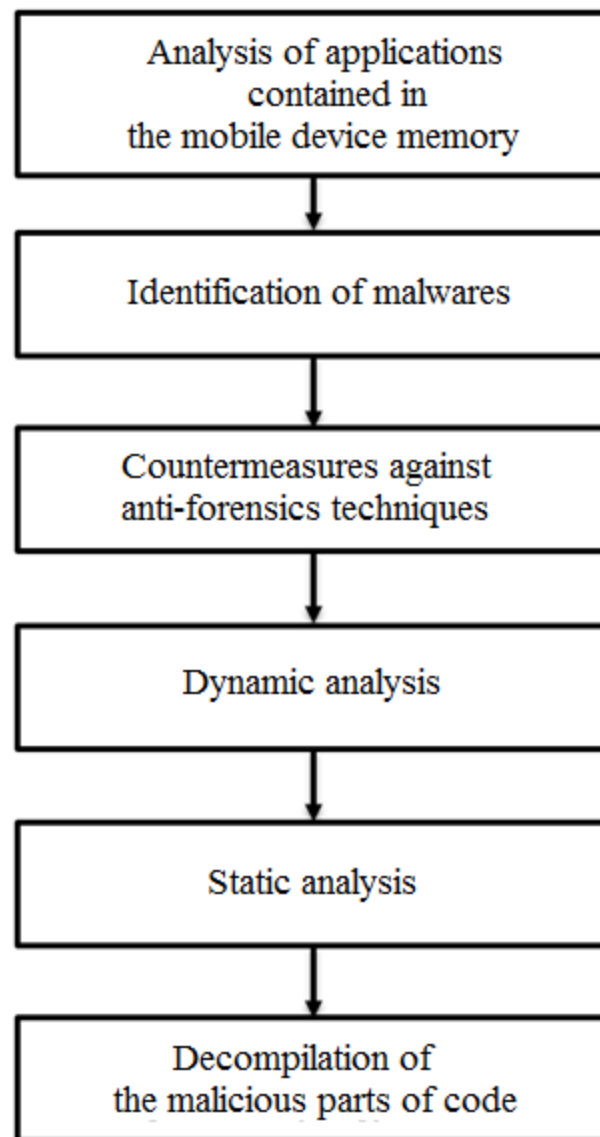 Analysis of applications
contained in
the mobile device memory
Identification of malwares
Countermeasures against
anti-forensics techniques
Dynamic analysis
Static analysis
Decompilation of
the malicious parts of code